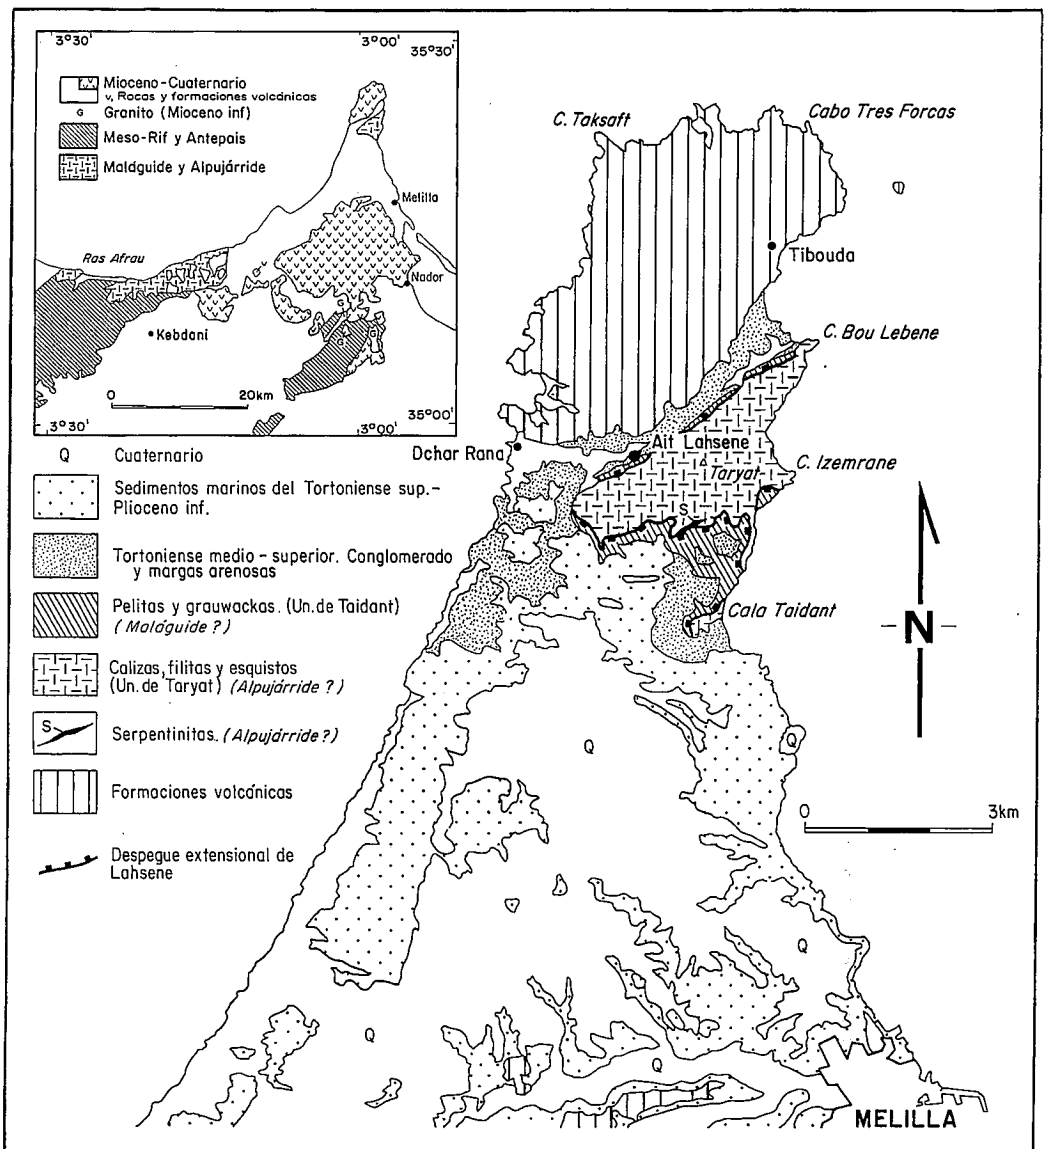 3°30'
3°00'
35°30'
Mioceno-Cuaternario
v, Rocas y formaciones volcánicas
G Granito (Mioceno inf)
Meso-Rif y Antepais
Maláguide y Alpujárride
Melilla
Ras Afrau
Nador
G
G
G
G
Kebdani
0 20km
35°00'
3°30'
3°00'
C. Taksaft
Cabo Tres Forcas
Tibouda
C. Bou Lebene
Dchar Rana
Ait Lahsene
Taryat
C. Izemrane
S
Cala Taidant
N
Q Cuaternario
Sedimentos marinos del Tortoniense sup.-
Plioceno inf.
Tortoniense medio - superior. Conglomerado
y margas arenosas
Pelitas y grauwackas. (Un. de Taidant)
(Maláguide ?)
Calizas, filitas y esquistos
(Un. de Taryat) (Alpujárride ?)
S Serpentinitas. (Alpujárride ?)
Formaciones volcánicas
Despegue extensional de
Lahsene
Q
Q
0 3km
Q
Q
Q
MELILLA